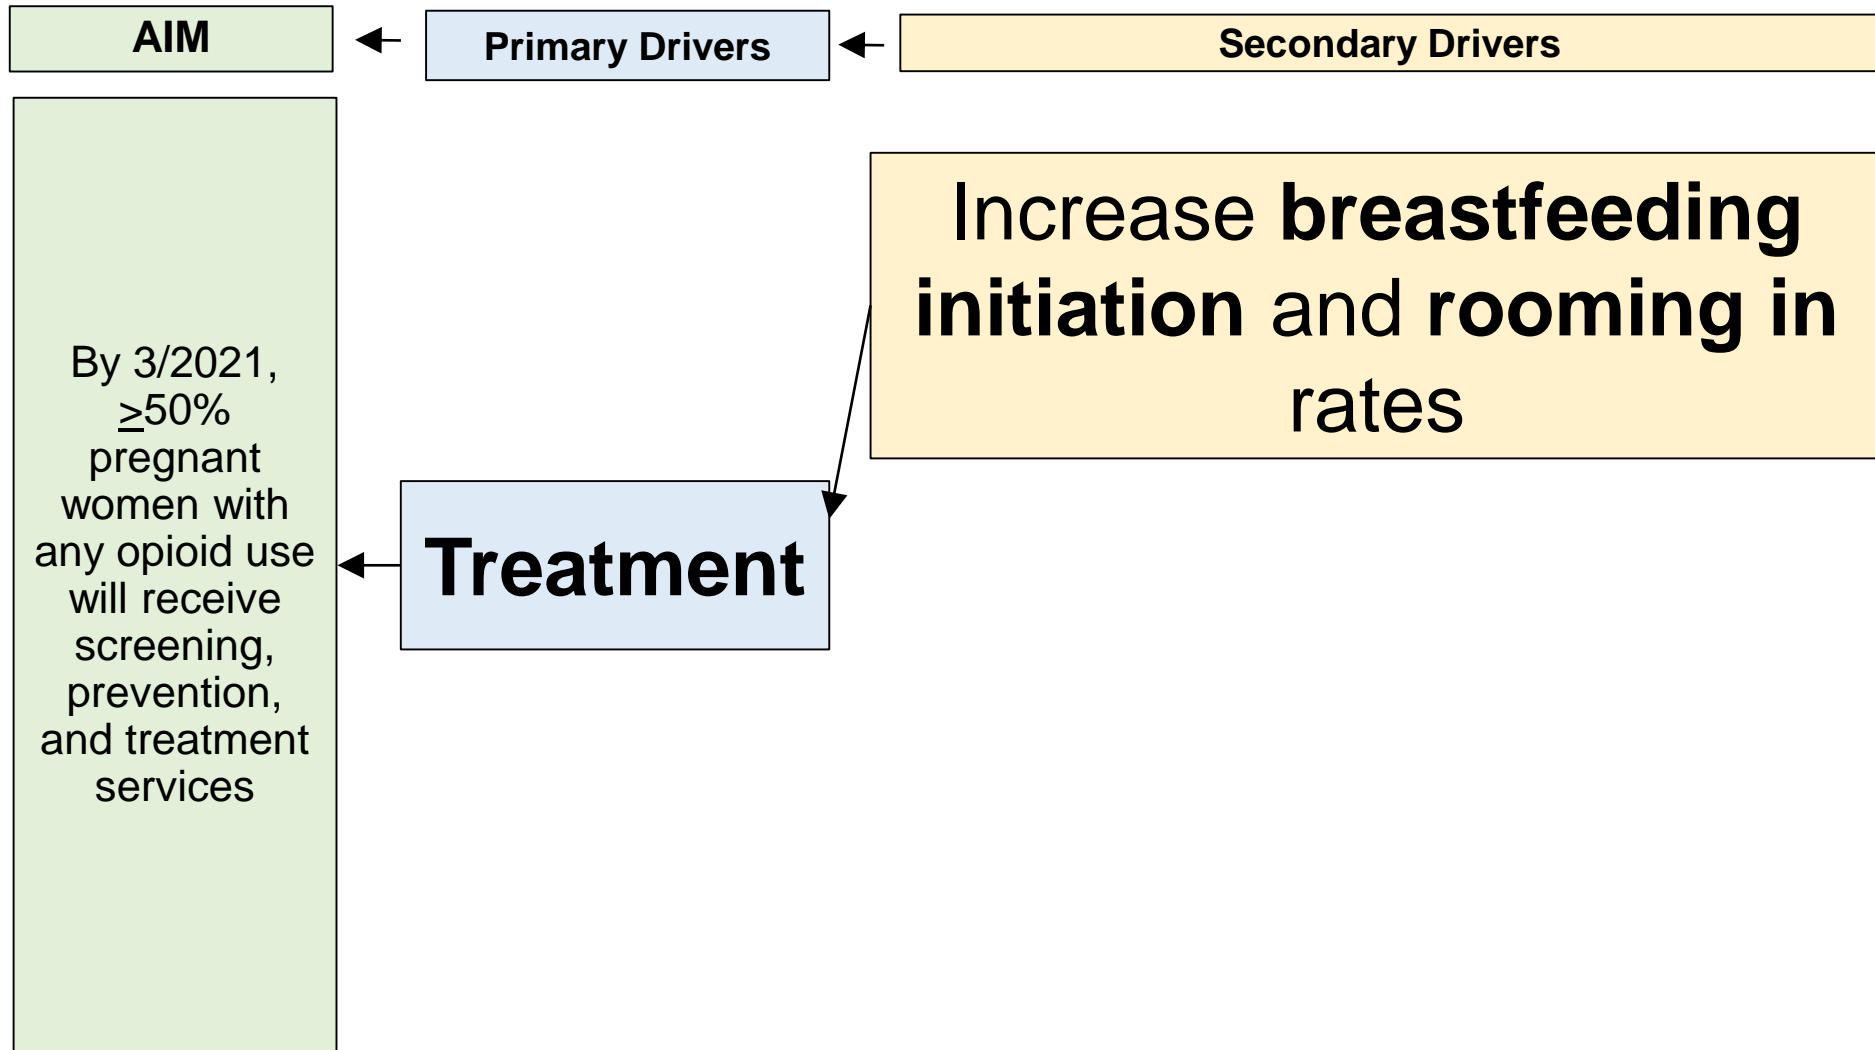 AIM
Primary Drivers
Secondary Drivers
By 3/2021,
>50%
pregnant
women with
any opioid use
will receive
screening,
prevention,
and treatment
services
Treatment
Increase breastfeeding
initiation and rooming in
rates